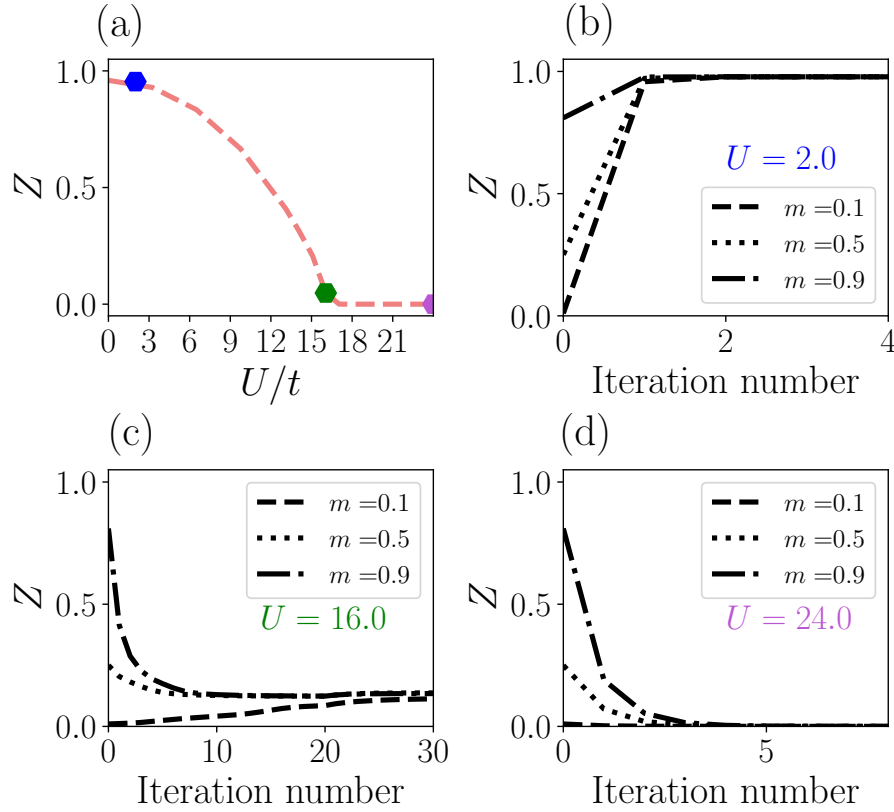 (a)
1.0
0.5
0.0
Z
0 3 6 9 12 15 18 21
U/t
(b)
1.0
0.5
0.0
Z
U = 2.0
m =0.1
m =0.5
m =0.9
0 2 4
Iteration number
(c)
1.0
0.5
0.0
Z
m =0.1
m =0.5
m =0.9
U = 16.0
0 10 20 30
Iteration number
(d)
1.0
0.5
0.0
Z
m =0.1
m =0.5
m =0.9
U = 24.0
0 5
Iteration number